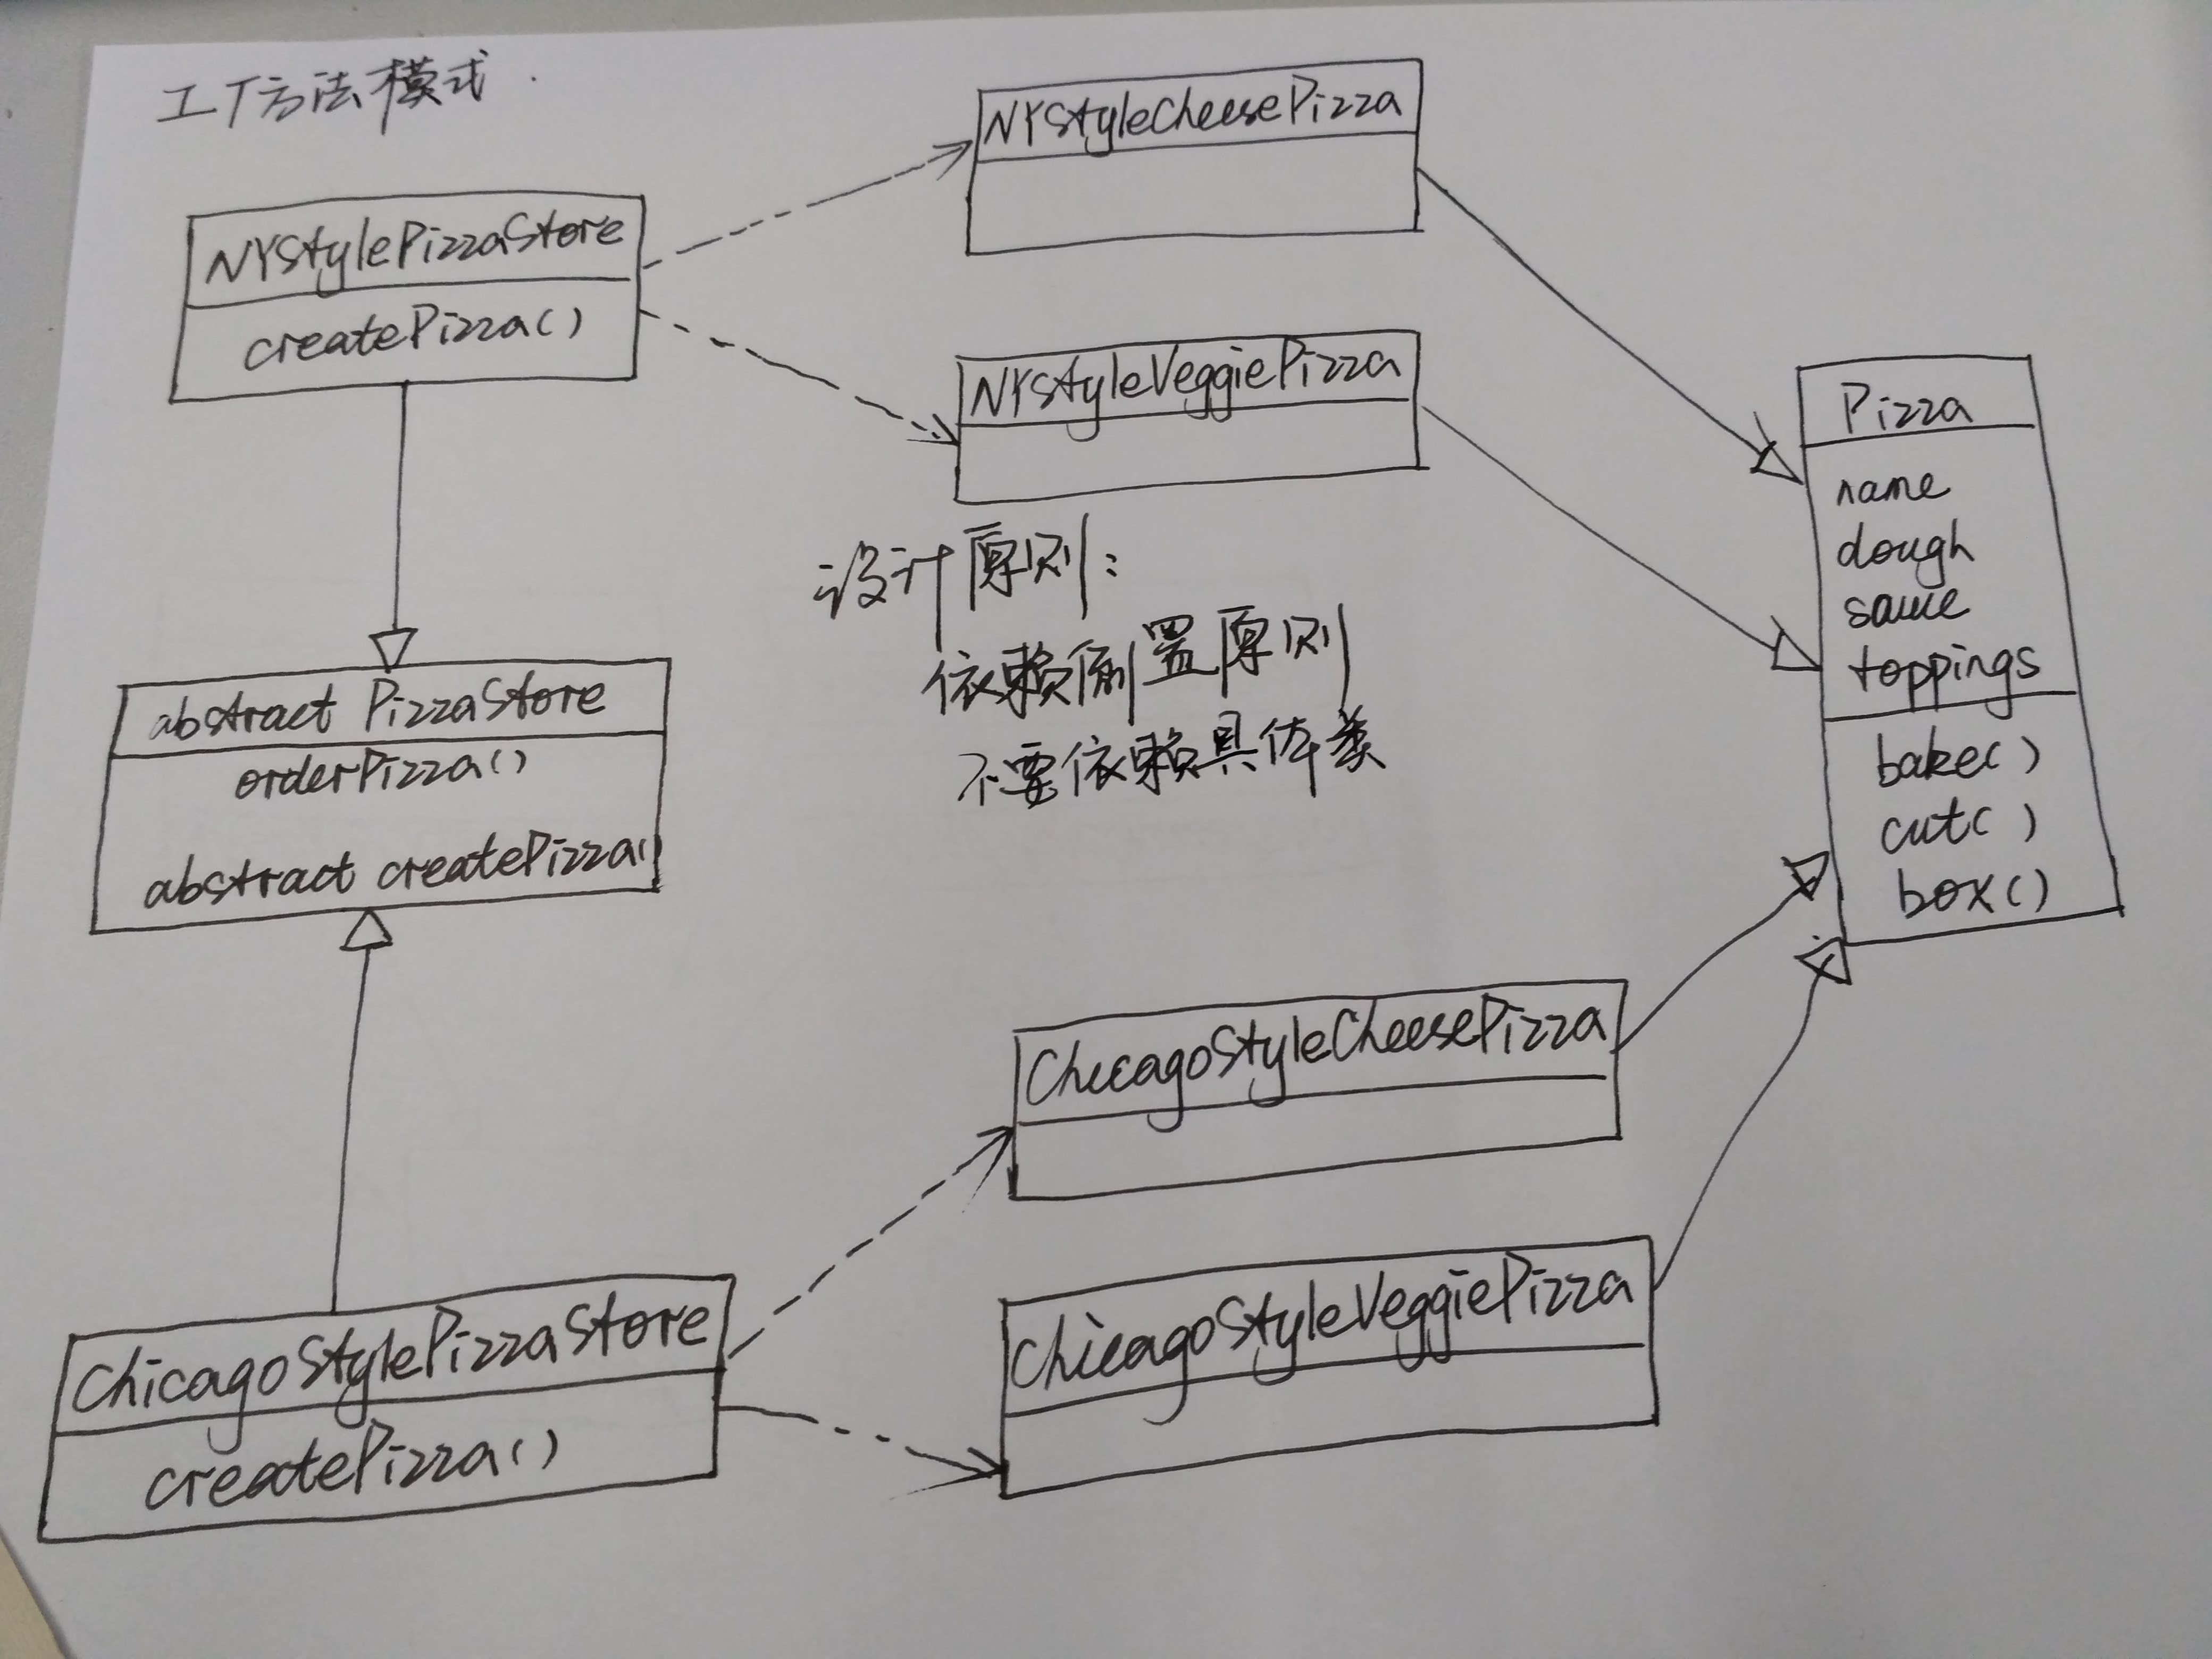 工厂方法模式
NYStyleCheesePizza
NYStylePizzaStore
createPizza()
NYStyleVeggiePizza
Pizza
name
dough
sauce
toppings
bake()
cut()
box()
设计原则:
依赖倒置原则
不要依赖具体类
abstract PizzaStore
orderPizza()
abstract createPizza()
ChicagoStyleCheesePizza
ChicagoStylePizzaStore
createPizza()
ChicagoStyleVeggiePizza